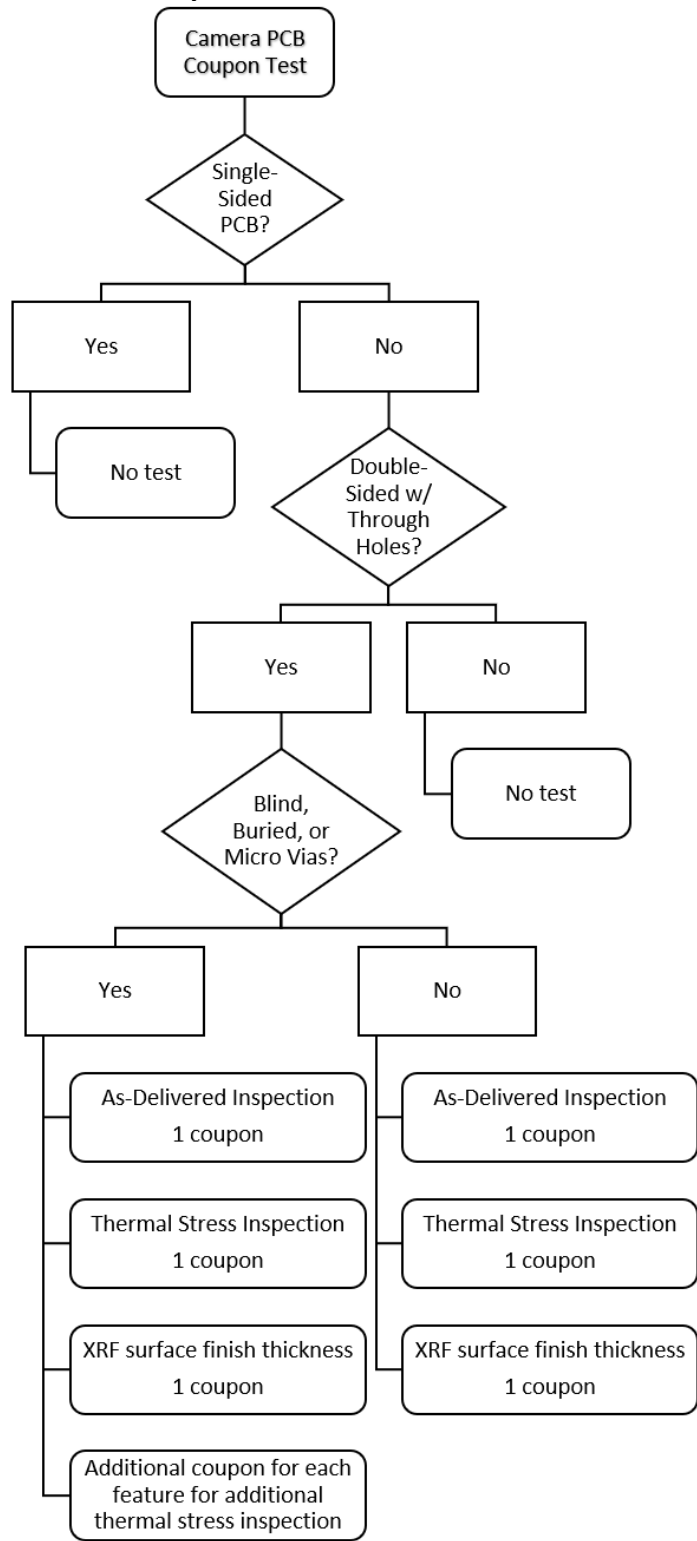 Camera PCB
Coupon Test
Single-
Sided
PCB?
Yes
No
No test
Double-
Sided w/
Through
Holes?
Yes
No
No test
Blind,
Buried, or
Micro Vias?
Yes
No
As-Delivered Inspection
1 coupon
Thermal Stress Inspection
1 coupon
XRF surface finish thickness
1 coupon
Additional coupon for each
feature for additional
thermal stress inspection
As-Delivered Inspection
1 coupon
Thermal Stress Inspection
1 coupon
XRF surface finish thickness
1 coupon